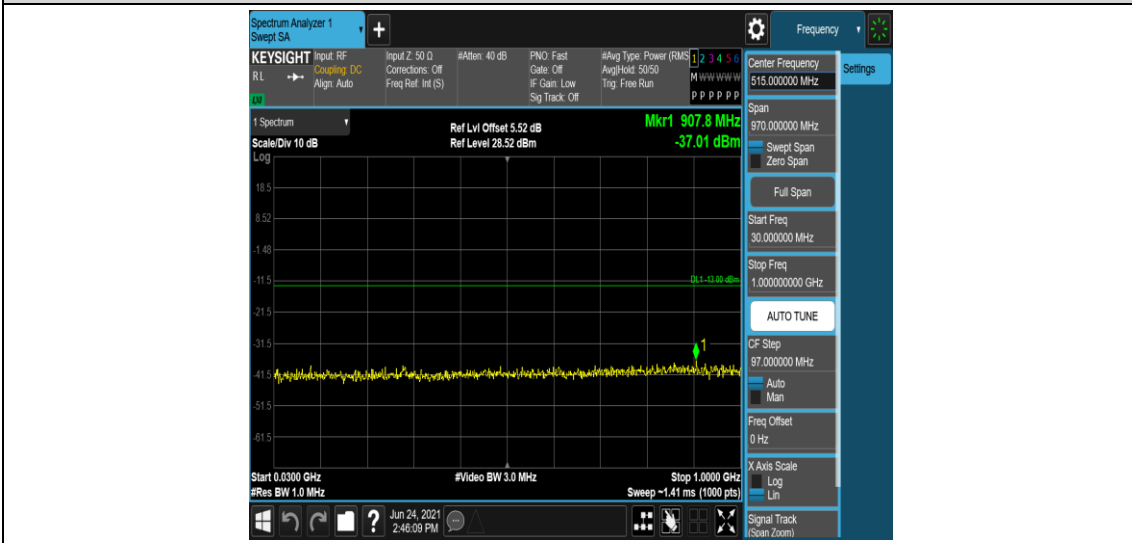 Spectrum Analyzer 1
Swept SA
+
Frequency
KEYSIGHT
RL
LXI
Input: RF
Coupling: DC
Align: Auto
Input Z: 50 Ω
Corrections: Off
Freq Ref: Int (S)
#Atten: 40 dB
PNO: Fast
Gate: Off
IF Gain: Low
Sig Track: Off
#Avg Type: Power (RMS
Avg|Hold: 50/50
Trig: Free Run
1 2 3 4 5 6
M W W W W W
P P P P P P
1 Spectrum
Scale/Div 10 dB
Log
Ref Lvl Offset 5.52 dB
Ref Level 28.52 dBm
Mkr1 907.8 MHz
-37.01 dBm
18.5
8.52
-1.48
-11.5
DL1 -13.00 dBm
-21.5
-31.5
1
-41.5
-51.5
-61.5
Start 0.0300 GHz
#Res BW 1.0 MHz
#Video BW 3.0 MHz
Stop 1.0000 GHz
Sweep ~1.41 ms (1000 pts)
?
Jun 24, 2021
2:46:09 PM
Center Frequency
515.000000 MHz
Settings
Span
970.000000 MHz
Swept Span
Zero Span
Full Span
Start Freq
30.000000 MHz
Stop Freq
1.000000000 GHz
AUTO TUNE
CF Step
97.000000 MHz
Auto
Man
Freq Offset
0 Hz
X Axis Scale
Log
Lin
Signal Track
(Span Zoom)